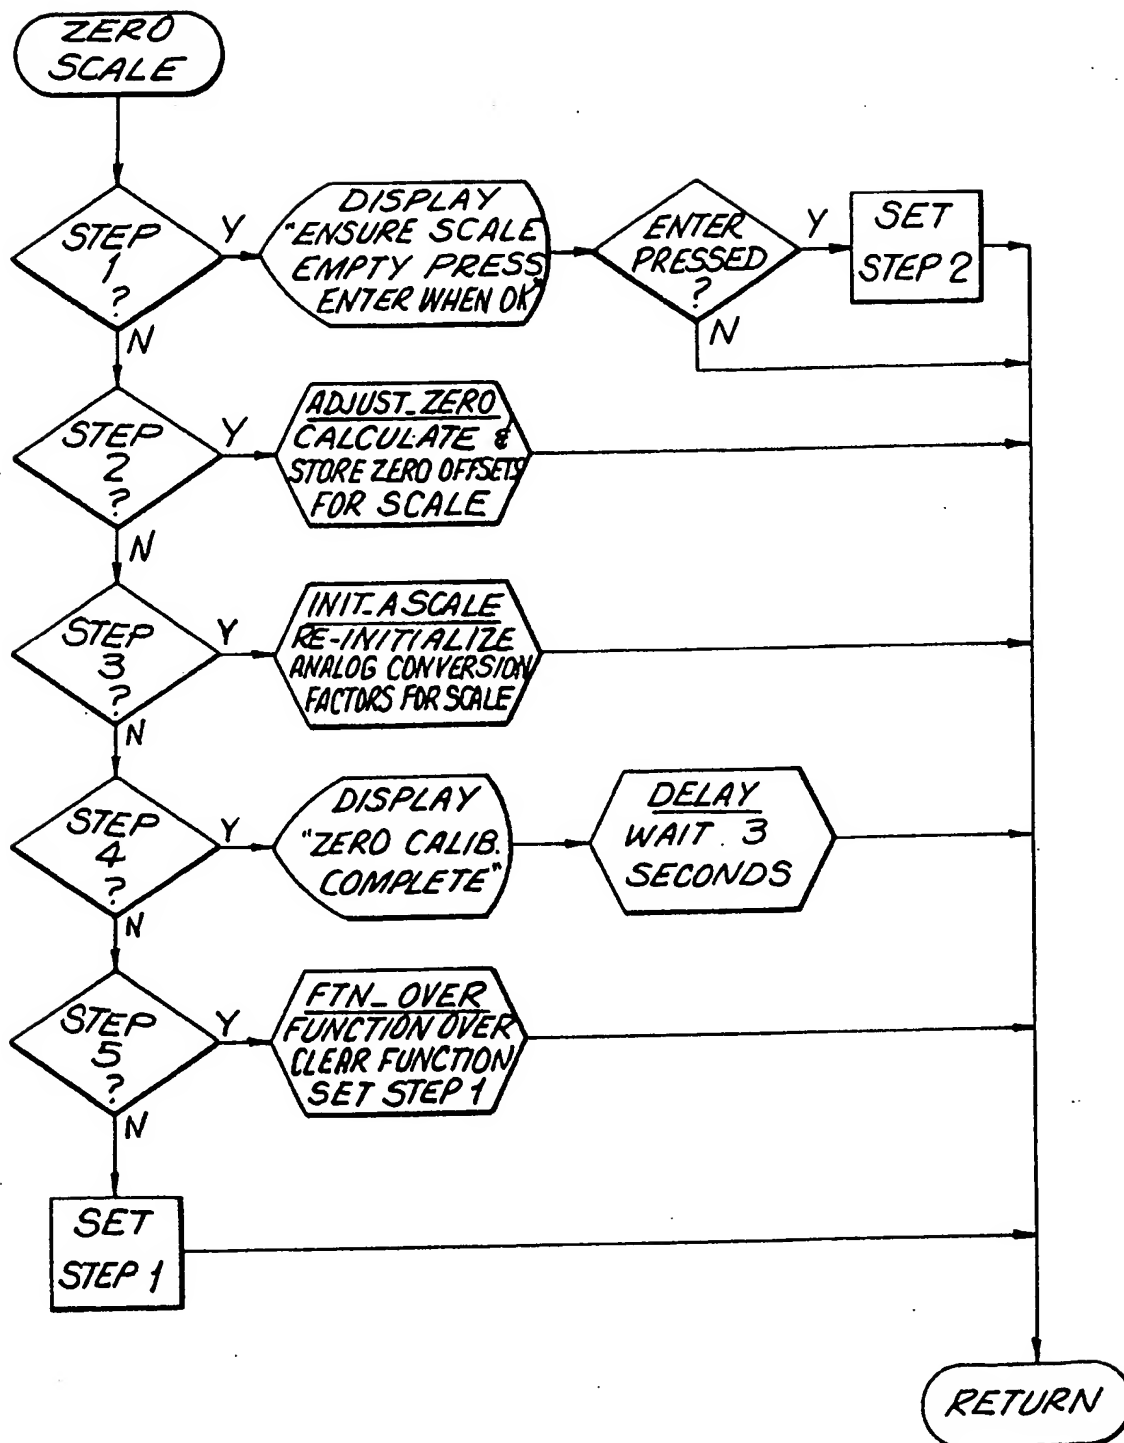 ZERO
SCALE
STEP
1
?
Y
N
DISPLAY
"ENSURE SCALE
EMPTY PRESS
ENTER WHEN OK"
ENTER
PRESSED
?
Y
N
SET
STEP 2
STEP
2
?
Y
N
ADJUST_ZERO
CALCULATE &
STORE ZERO OFFSETS
FOR SCALE
STEP
3
?
Y
N
INIT_ASCALE
RE-INITIALIZE
ANALOG CONVERSION
FACTORS FOR SCALE
STEP
4
?
Y
N
DISPLAY
"ZERO CALIB.
COMPLETE"
DELAY
WAIT 3
SECONDS
STEP
5
?
Y
N
FTN_OVER
FUNCTION OVER
CLEAR FUNCTION
SET STEP 1
SET
STEP 1
RETURN